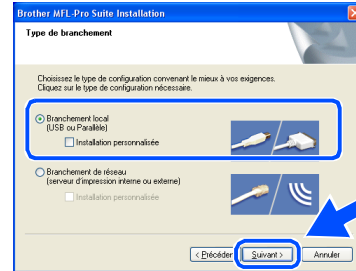 Brother MFL-Pro Suite Installation
Type de branchement
Choisissez le type de configuration convenant le mieux à vos exigences.
Cliquez sur le type de configuration nécessaire.
Branchement local
(USB ou Parallèle)
Installation personnalisée
Branchement de réseau
(serveur d'impression interne ou externe)
Installation personnalisée
< Précéder
Suivant >
Annuler